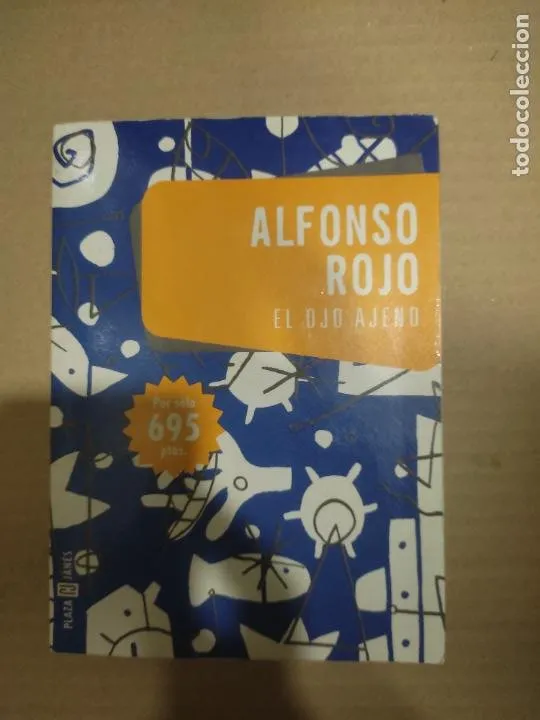 ALFONSO
ROJO
EL OJO AJENO
Por sólo
695
ptas.
PLAZA JANÉS
todocoleccion